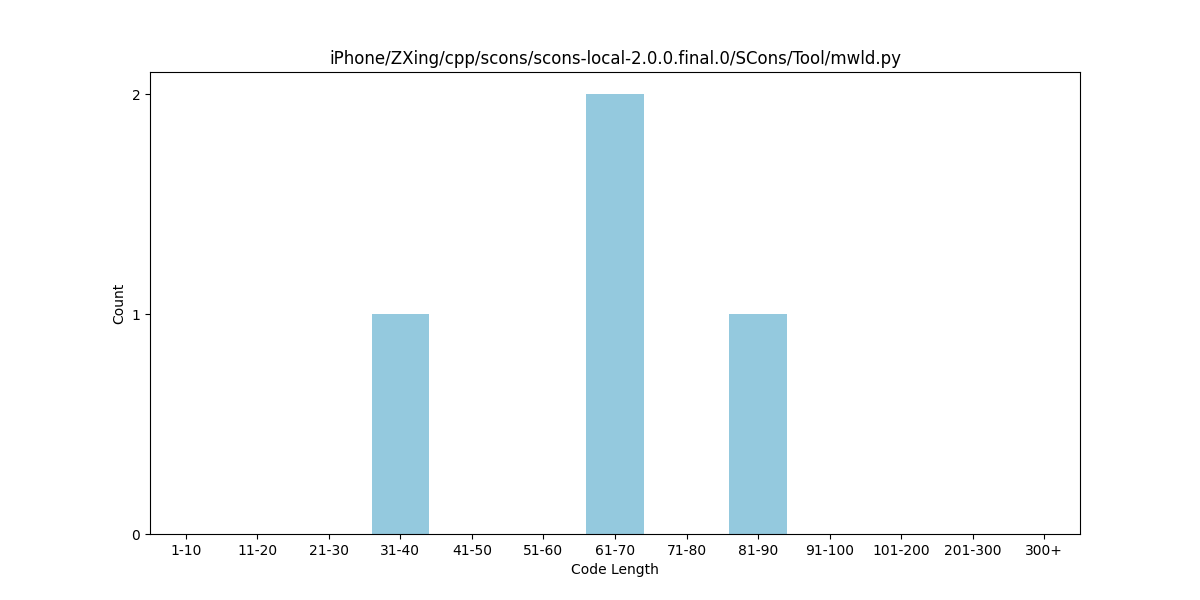 iPhone/ZXing/cpp/scons/scons-local-2.0.0.final.0/SCons/Tool/mwld.py
Count
2
1
0
1-10 11-20 21-30 31-40 41-50 51-60 61-70 71-80 81-90 91-100 101-200 201-300 300+
Code Length